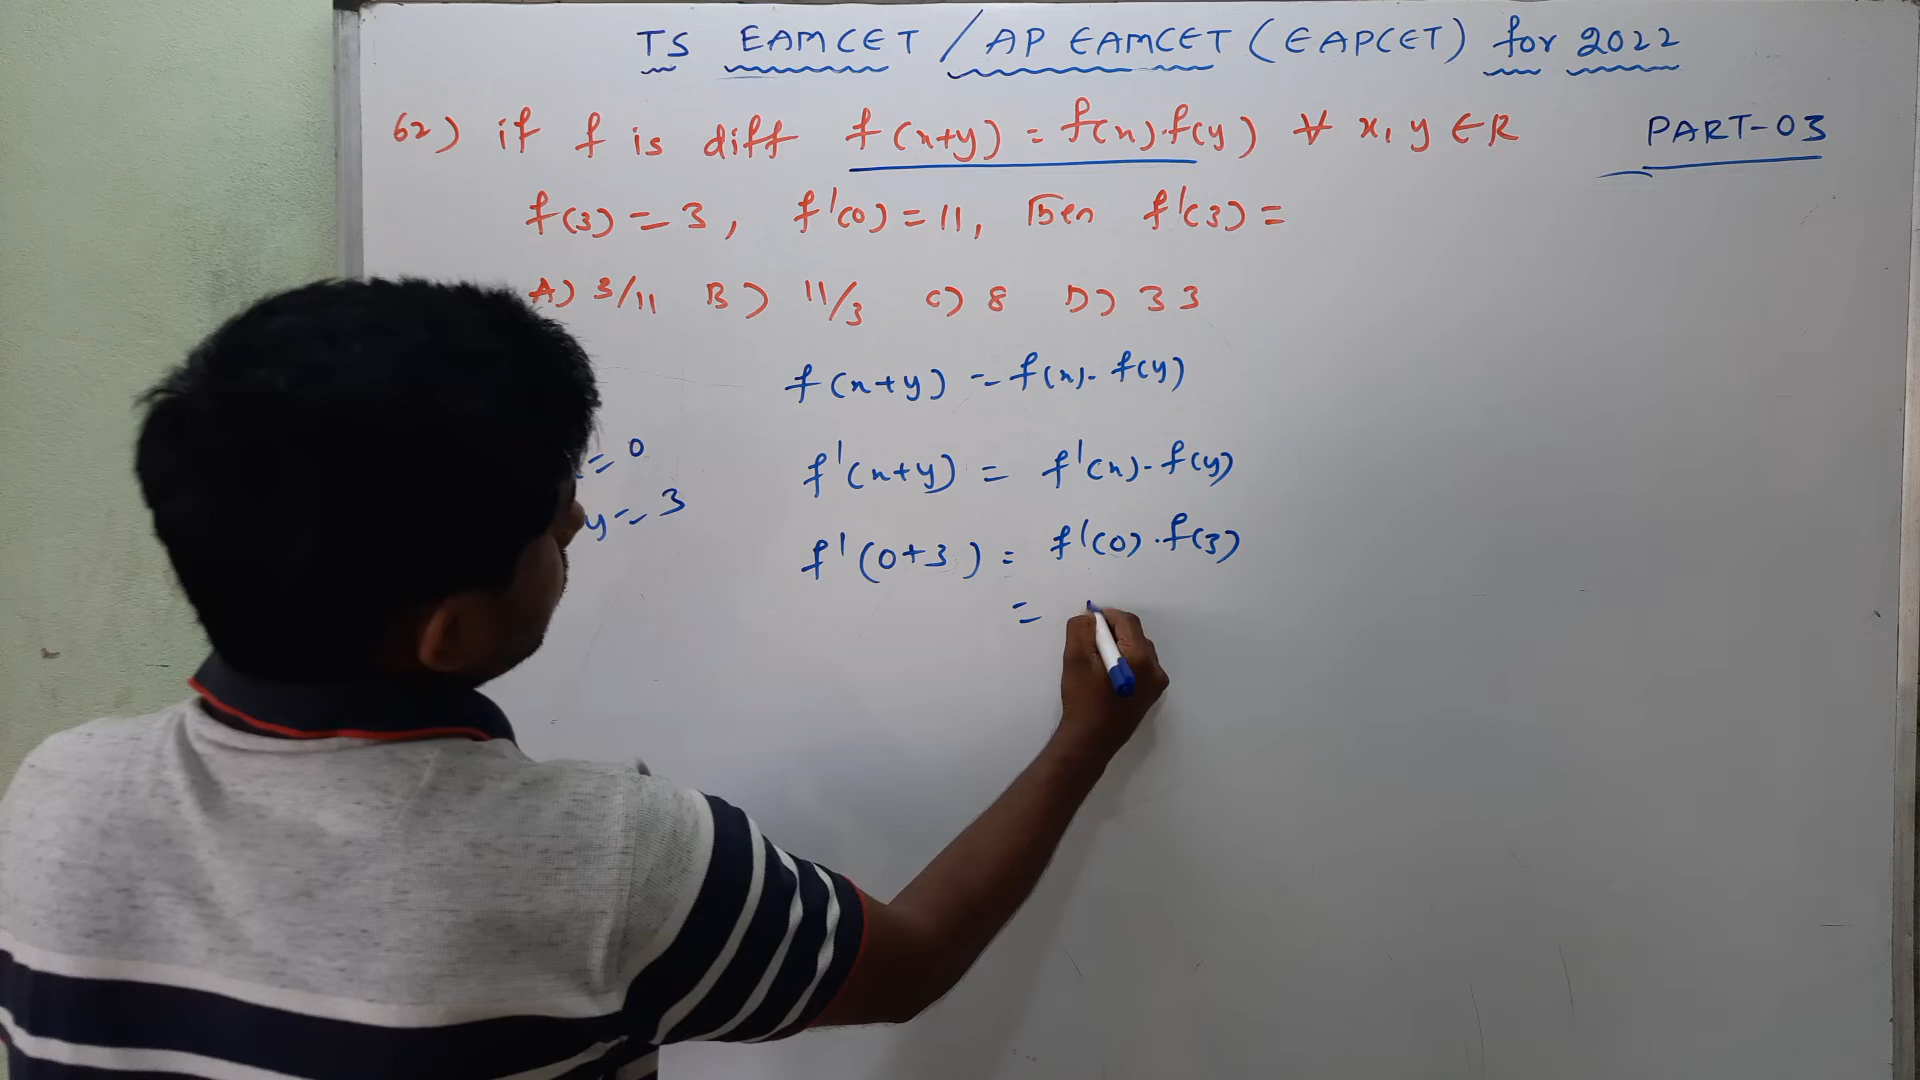 TS EAMCET / AP EAMCET (EAPCET) for 2022
62) if f is diff f(x+y) = f(x).f(y) ∀ x, y ∈ R
PART-03
f(3) = 3, f'(0) = 11, Then f'(3) =
A) 3/11 B) 11/3 C) 8 D) 33
f(x+y) = f(x). f(y)
= 0
f'(x+y) = f'(x). f(y)
y = 3
f'(0+3) = f'(0).f(3)
=